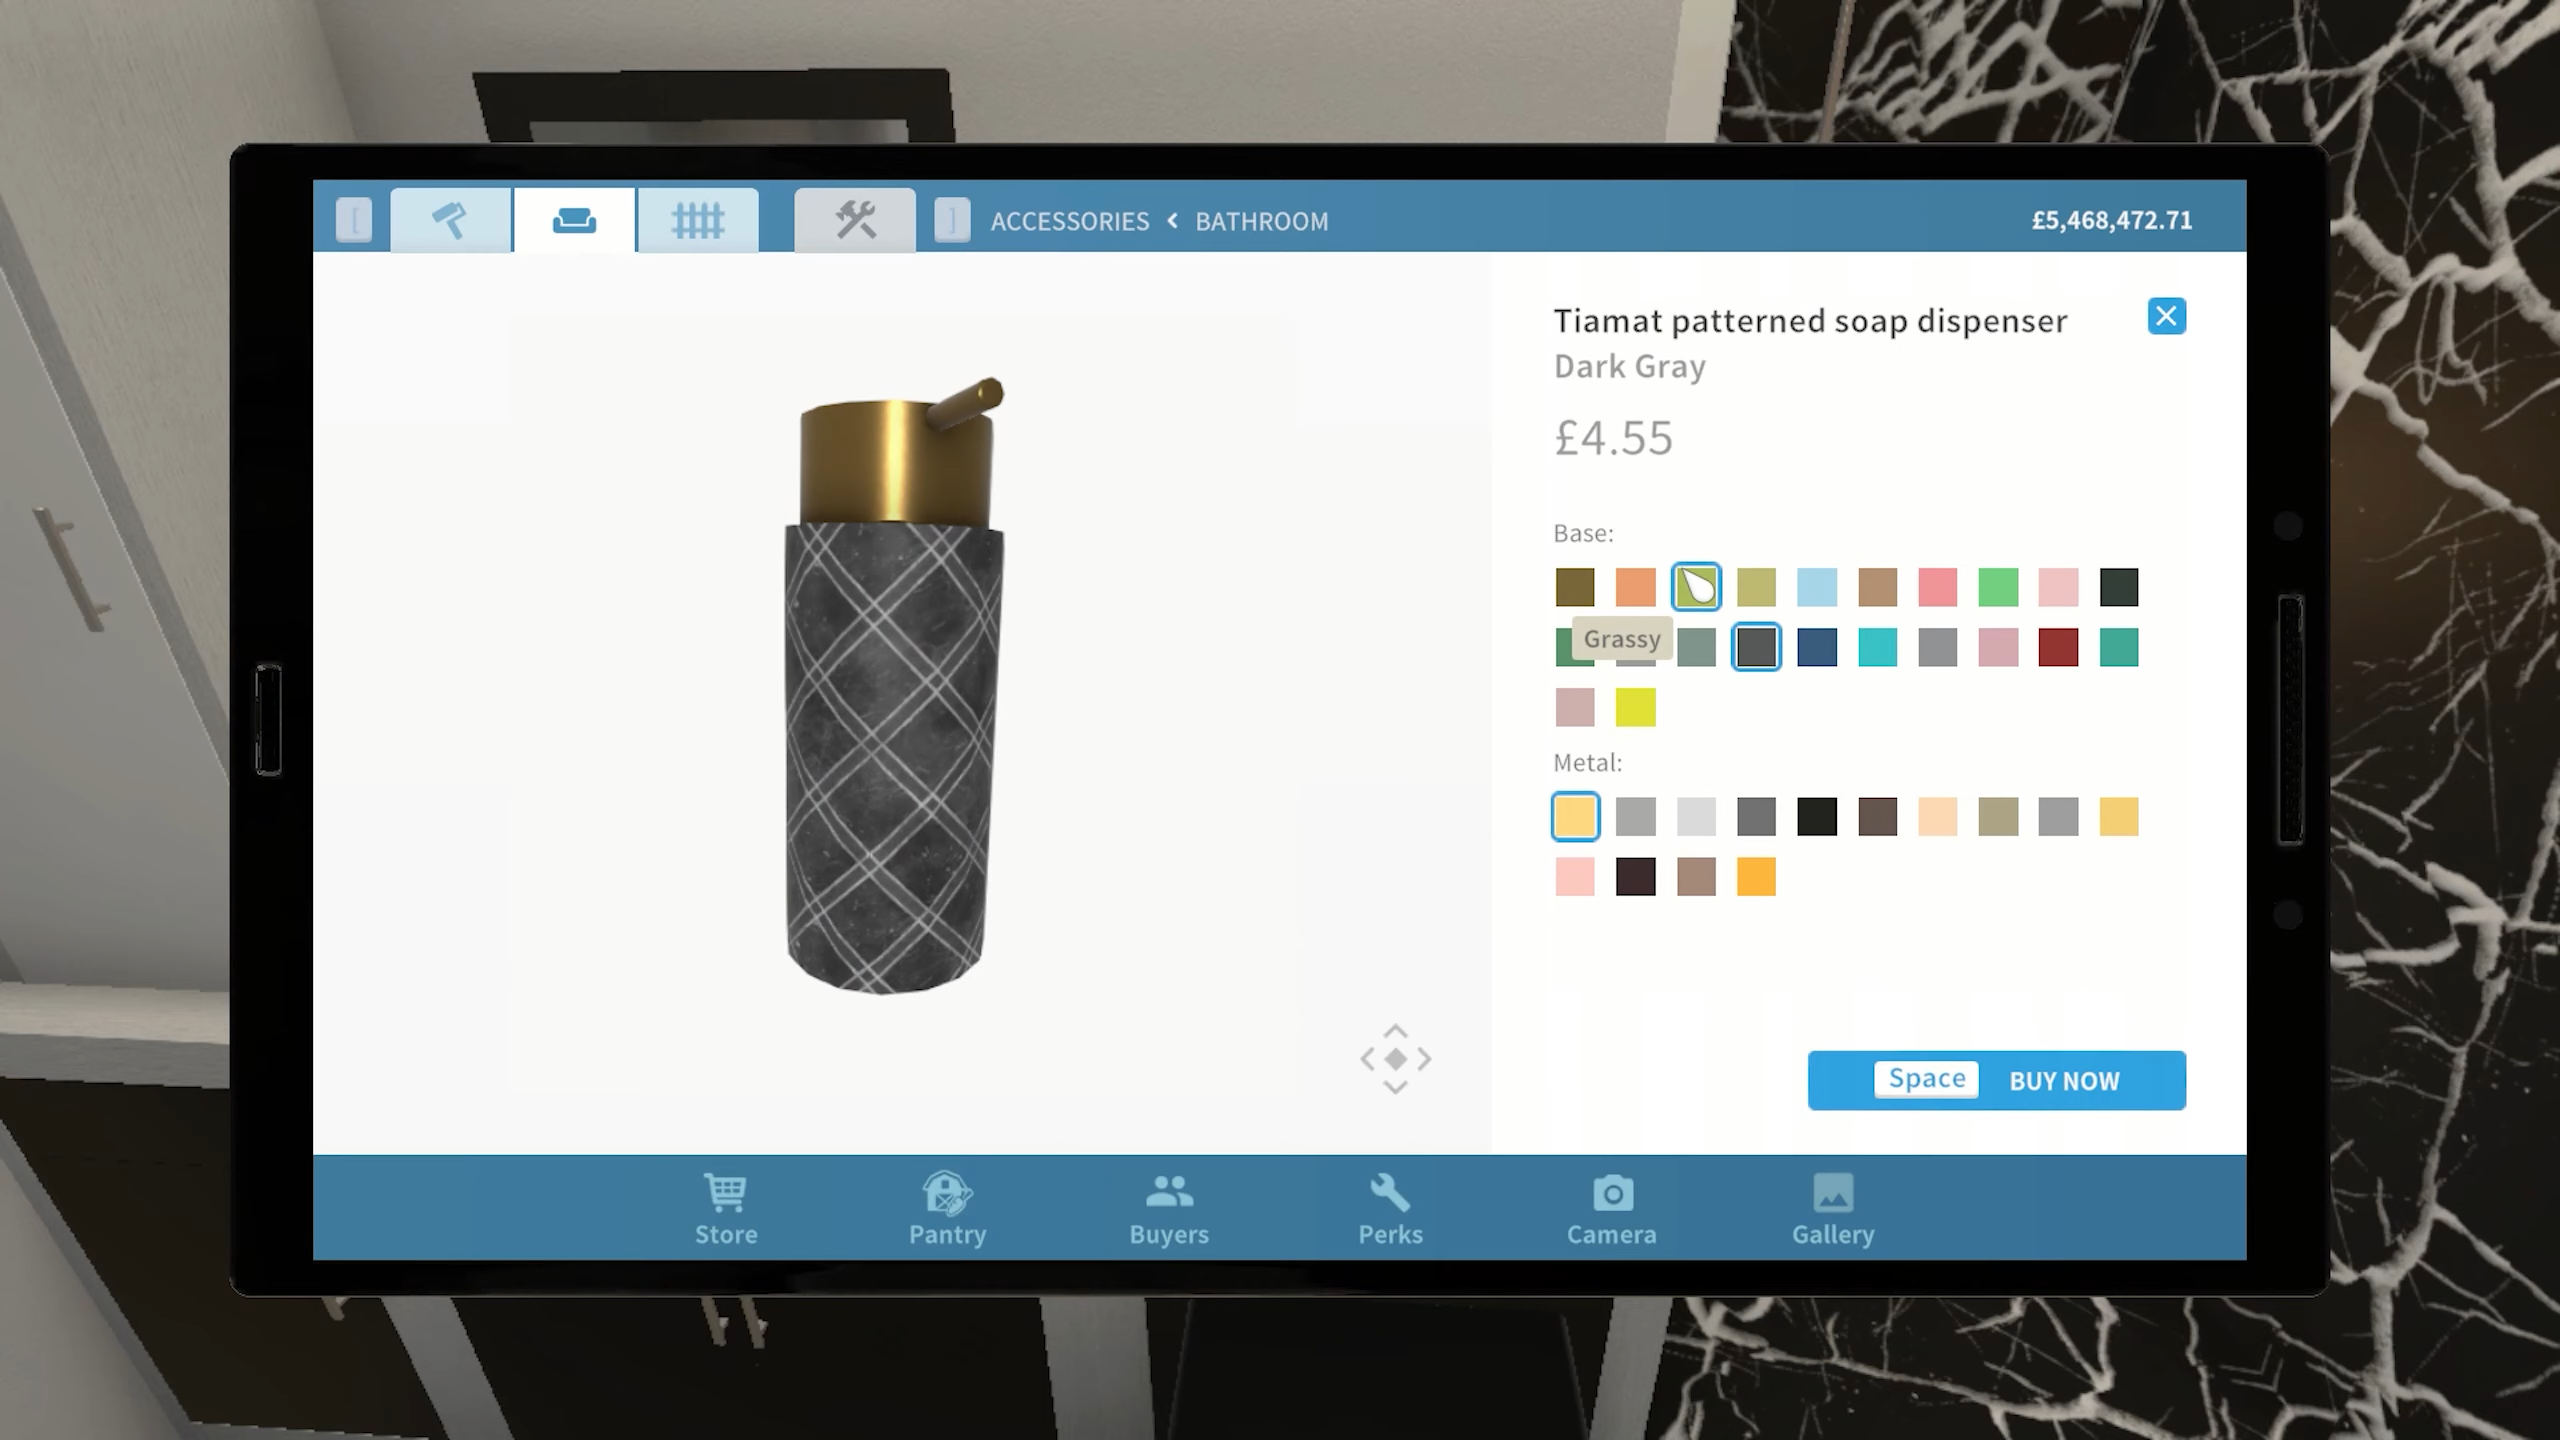 [
]
ACCESSORIES < BATHROOM
£5,468,472.71
Tiamat patterned soap dispenser
Dark Gray
£4.55
Base:
Grassy
Metal:
Space BUY NOW
Store Pantry Buyers Perks Camera Gallery